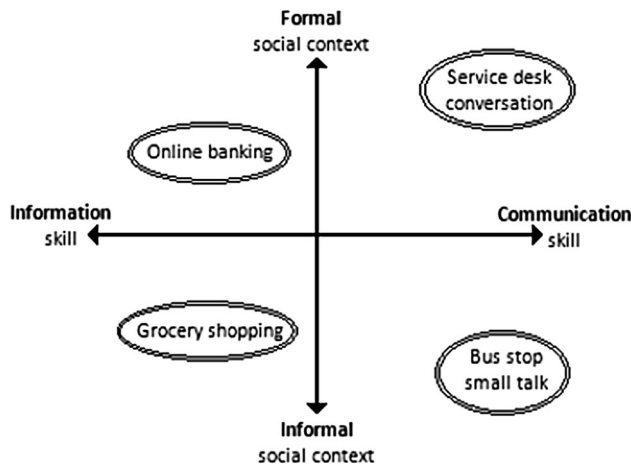 Formal
social context
Service desk
conversation
Online banking
Information
skill
Communication
skill
Grocery shopping
Bus stop
small talk
Informal
social context